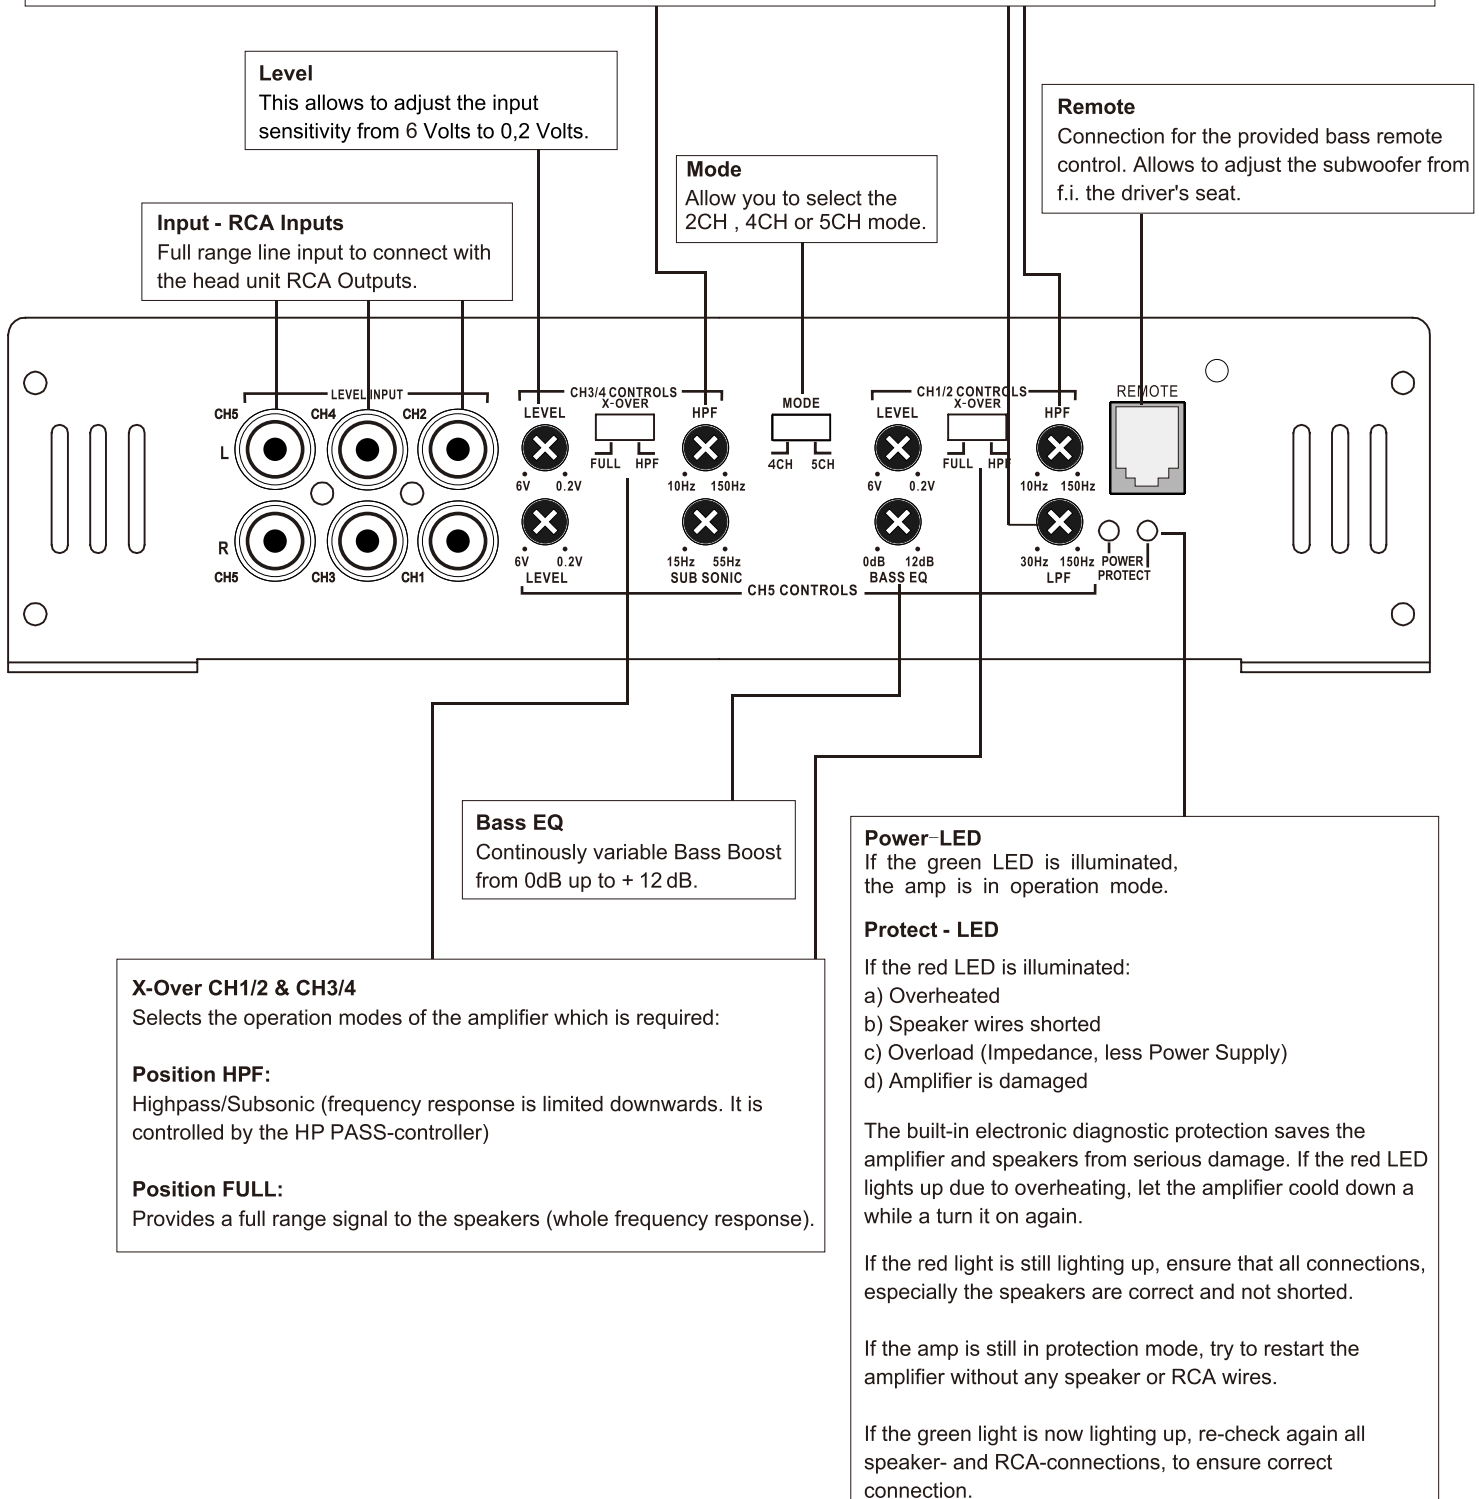 Level
This allows to adjust the input
sensitivity from 6 Volts to 0,2 Volts.
Remote
Connection for the provided bass remote
control. Allows to adjust the subwoofer from
f.i. the driver's seat.
Mode
Allow you to select the
2CH , 4CH or 5CH mode.
Input - RCA Inputs
Full range line input to connect with
the head unit RCA Outputs.
LEVEL INPUT
CH5 CH4 CH2
L
R
CH5 CH3 CH1
CH3/4 CONTROLS
LEVEL X-OVER HPF
FULL HPF
6V 0.2V 10Hz 150Hz
6V 0.2V 15Hz 55Hz
LEVEL SUB SONIC
MODE
4CH 5CH
CH1/2 CONTROLS
LEVEL X-OVER HPF
FULL HPF
6V 0.2V 10Hz 150Hz
0dB 12dB 30Hz 150Hz
BASS EQ LPF
CH5 CONTROLS
REMOTE
POWER
PROTECT
Bass EQ
Continously variable Bass Boost
from 0dB up to + 12 dB.
X-Over CH1/2 & CH3/4
Selects the operation modes of the amplifier which is required:
Position HPF:
Highpass/Subsonic (frequency response is limited downwards. It is
controlled by the HP PASS-controller)
Position FULL:
Provides a full range signal to the speakers (whole frequency response).
Power-LED
If the green LED is illuminated,
the amp is in operation mode.
Protect - LED
If the red LED is illuminated:
a) Overheated
b) Speaker wires shorted
c) Overload (Impedance, less Power Supply)
d) Amplifier is damaged
The built-in electronic diagnostic protection saves the
amplifier and speakers from serious damage. If the red LED
lights up due to overheating, let the amplifier coold down a
while a turn it on again.
If the red light is still lighting up, ensure that all connections,
especially the speakers are correct and not shorted.
If the amp is still in protection mode, try to restart the
amplifier without any speaker or RCA wires.
If the green light is now lighting up, re-check again all
speaker- and RCA-connections, to ensure correct
connection.